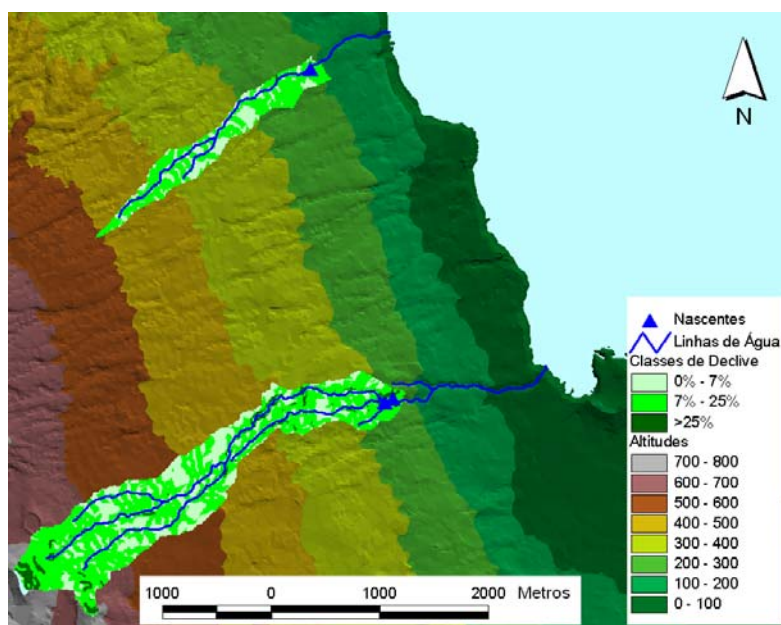 N
Nascentes
Linhas de Água
Classes de Declive
0% - 7%
7% - 25%
>25%
Altitudes
700 - 800
600 - 700
500 - 600
400 - 500
300 - 400
200 - 300
100 - 200
0 - 100
1000 0 1000 2000 Metros